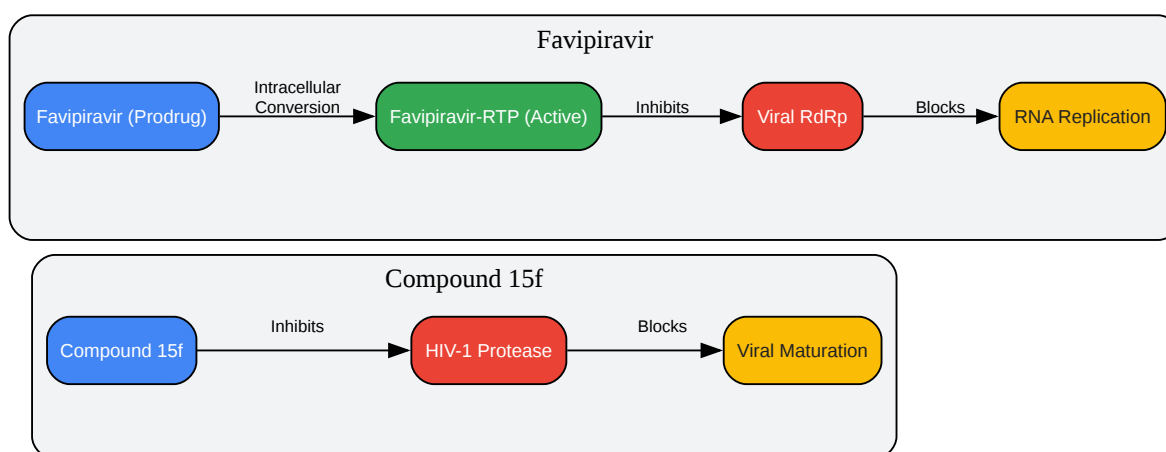 Favipiravir
Favipiravir (Prodrug)
Intracellular
Conversion
Favipiravir-RTP (Active)
Inhibits
Viral RdRp
Blocks
RNA Replication
Compound 15f
Compound 15f
Inhibits
HIV-1 Protease
Blocks
Viral Maturation